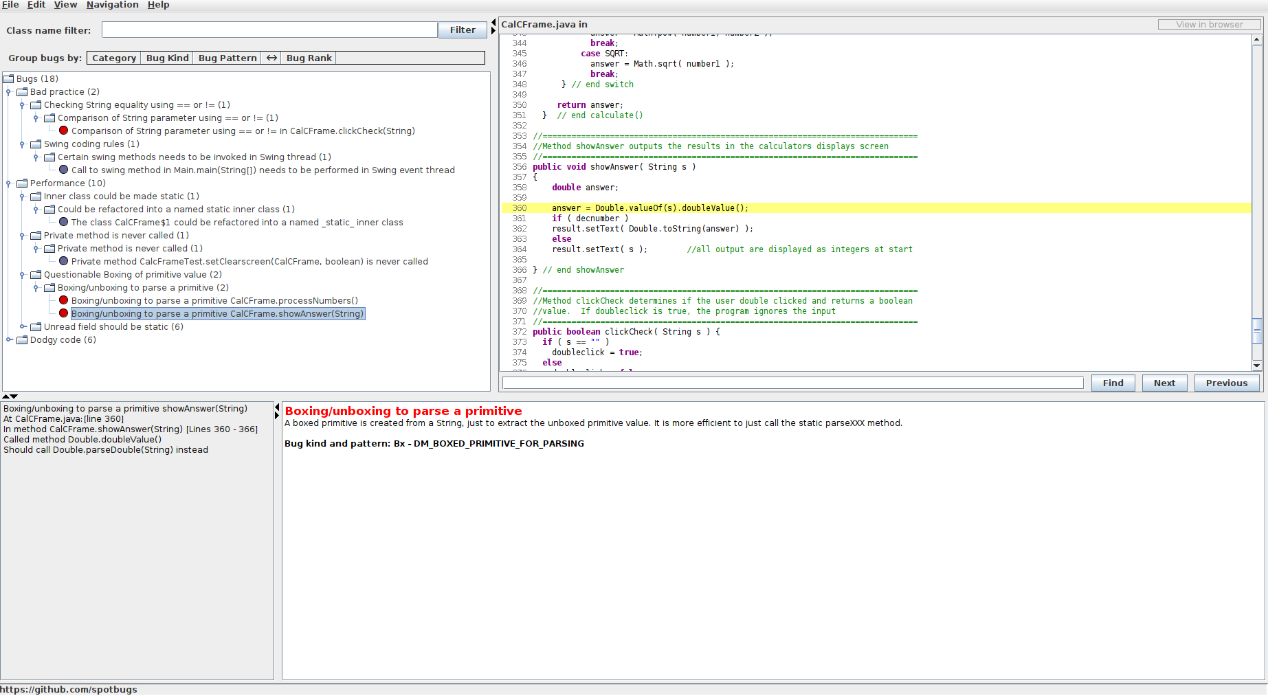 File Edit View Navigation Help
Class name filter:
Filter
Group bugs by: Category Bug Kind Bug Pattern ↔ Bug Rank
Bugs (18)
Bad practice (2)
Checking String equality using == or != (1)
Comparison of String parameter using == or != (1)
Comparison of String parameter using == or != in CalCFrame.clickCheck(String)
Swing coding rules (1)
Certain swing methods needs to be invoked in Swing thread (1)
Call to swing method in Main.main(String[]) needs to be performed in Swing event thread
Performance (10)
Inner class could be made static (1)
Could be refactored into a named static inner class (1)
The class CalCFrame$1 could be refactored into a named _static_ inner class
Private method is never called (1)
Private method is never called (1)
Private method CalcFrameTest.setClearscreen(CalCFrame, boolean) is never called
Questionable Boxing of primitive value (2)
Boxing/unboxing to parse a primitive (2)
Boxing/unboxing to parse a primitive CalCFrame.processNumbers()
Boxing/unboxing to parse a primitive CalCFrame.showAnswer(String)
Unread field should be static (6)
Dodgy code (6)
CalCFrame.java in
View in browser
344 break;
345 case SQRT:
346 answer = Math.sqrt( number1 );
347 break;
348 } // end switch
349
350 return answer;
351 } // end calculate()
352
353 //===============================================================================
354 //Method showAnswer outputs the results in the calculators displays screen
355 //===============================================================================
356 public void showAnswer( String s )
357 {
358 double answer;
359
360 answer = Double.valueOf(s).doubleValue();
361 if ( decnumber )
362 result.setText( Double.toString(answer) );
363 else
364 result.setText( s ); //all output are displayed as integers at start
365
366 } // end showAnswer
367
368 //===============================================================================
369 //Method clickCheck determines if the user double clicked and returns a boolean
370 //value. If doubleclick is true, the program ignores the input
371 //===============================================================================
372 public boolean clickCheck( String s ) {
373 if ( s == "" )
374 doubleclick = true;
375 else
Find Next Previous
Boxing/unboxing to parse a primitive showAnswer(String)
At CalCFrame.java:[line 360]
In method CalCFrame.showAnswer(String) [Lines 360 - 366]
Called method Double.doubleValue()
Should call Double.parseDouble(String) instead
Boxing/unboxing to parse a primitive
A boxed primitive is created from a String, just to extract the unboxed primitive value. It is more efficient to just call the static parseXXX method.
Bug kind and pattern: Bx - DM_BOXED_PRIMITIVE_FOR_PARSING
https://github.com/spotbugs